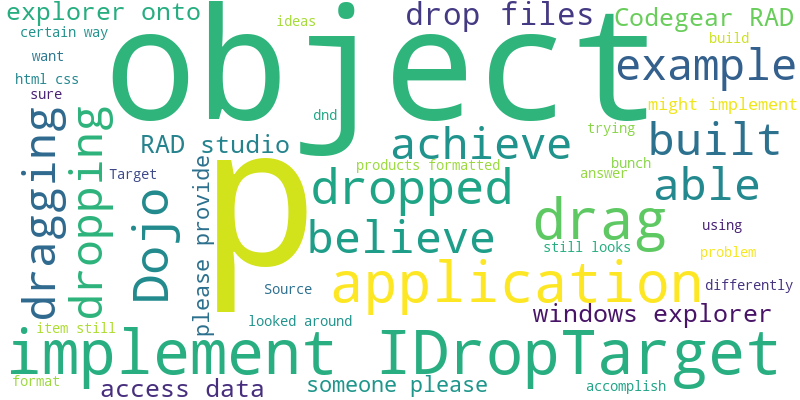 explorer onto
ideas
drop files
Codegear RAD
certain way
object
build
want
example
html css
sure
might implement
dnd
dragging
dropping
RAD studio
achieve
trying
built
please provide
p
products formatted
bunch
answer
Target
Dojo
dropped
able
drag
believe
using
still looks
problem
Source
application
differently
windows explorer
looked around
item still
implement
IDropTarget
format
access data
someone please
accomplish